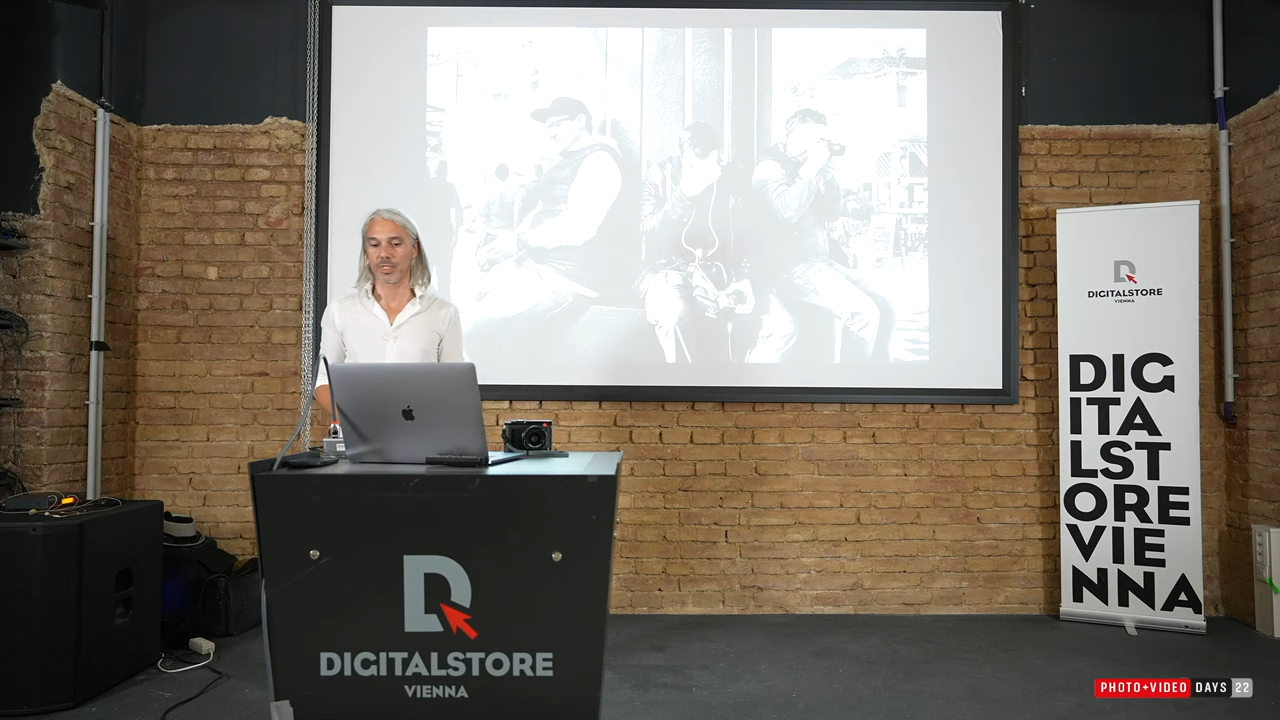 DIGITALSTORE
VIENNA
DIG
ITA
LST
ORE
VIE
NNA
DIGITALSTORE
VIENNA
PHOTO+VIDEO DAYS 22